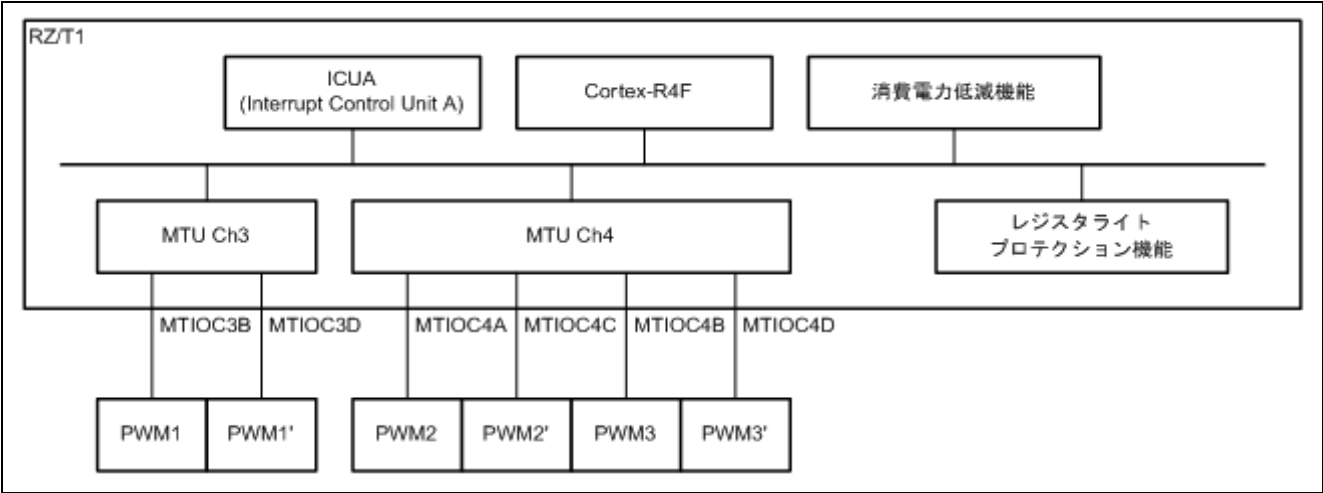 RZ/T1
ICUA
(Interrupt Control Unit A)
Cortex-R4F
消費電力低減機能
MTU Ch3
MTU Ch4
レジスタライト
プロテクション機能
MTIOC3B
MTIOC3D
MTIOC4A
MTIOC4C
MTIOC4B
MTIOC4D
PWM1
PWM1'
PWM2
PWM2'
PWM3
PWM3'